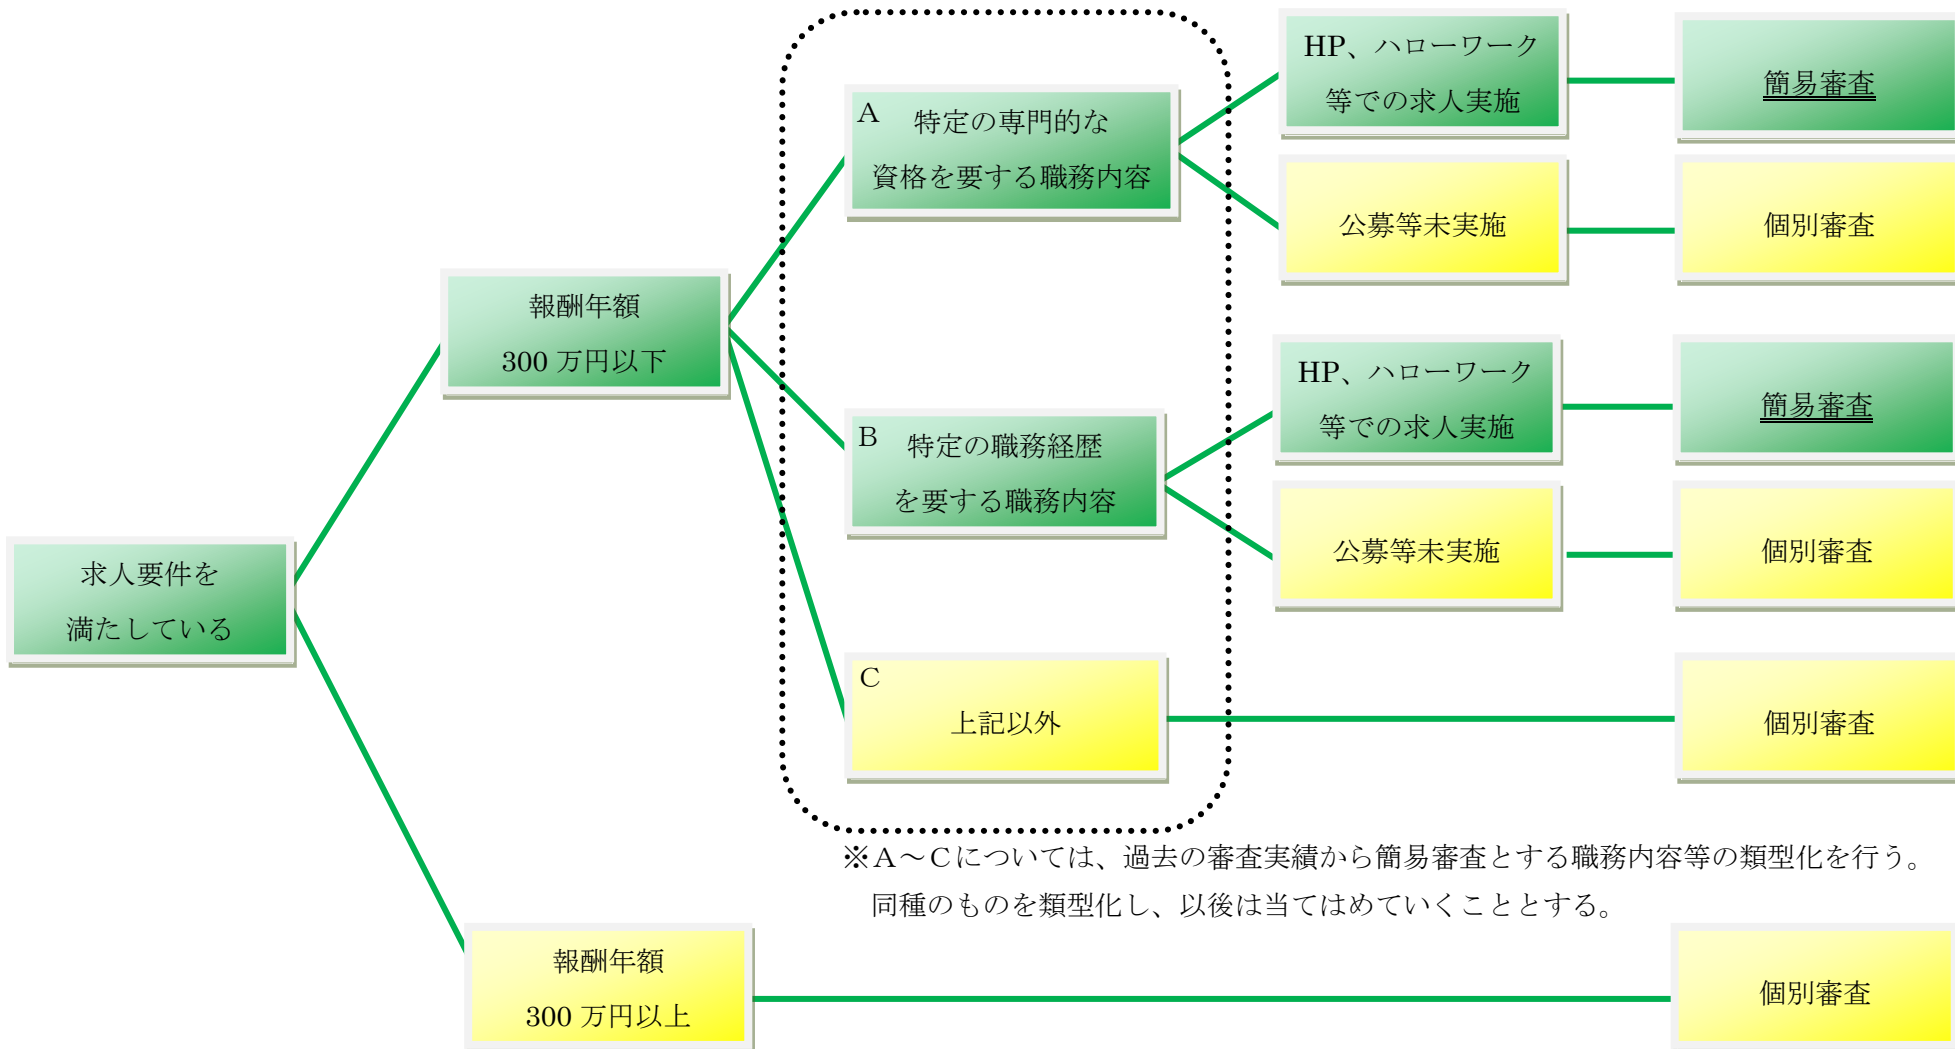 求人要件を
満たしている
報酬年額
300 万円以下
A
特定の専門的な
資格を要する職務内容
HP、ハローワーク
等での求人実施
簡易審査
公募等未実施
個別審査
B
特定の職務経歴
を要する職務内容
HP、ハローワーク
等での求人実施
簡易審査
公募等未実施
個別審査
C
上記以外
個別審査
※A~Cについては、過去の審査実績から簡易審査とする職務内容等の類型化を行う。
同種のものを類型化し、以後は当てはめていくこととする。
報酬年額
300 万円以上
個別審査